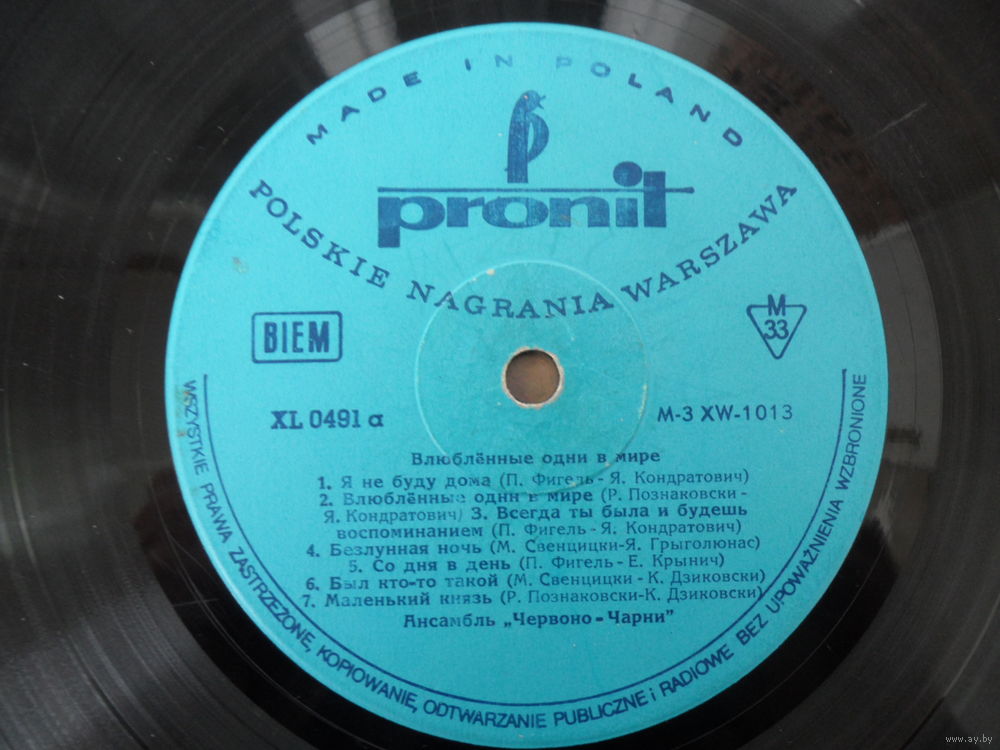 MADE IN POLAND
pronit
POLSKIE NAGRANIA WARSZAWA
BIEM
M
33
XL 0491 a
M-3 XW-1013
Влюблённые одни в мире
1. Я не буду дома (П. Фигель - Я. Кондратович)
2. Влюблённые одни в мире (Р. Познаковски -
Я. Кондратович) 3. Всегда ты была и будешь
воспоминанием (П. Фигель - Я. Кондратович)
4. Безлунная ночь (М. Свенцицки-Я. Грыголюнас)
5. Со дня в день (П. Фигель - Е. Крынич)
6. Был кто-то такой (М. Свенцицки - К. Дзиковски)
7. Маленький князь (Р. Познаковски-К. Дзиковски)
Ансамбль „Червоно - Чарни”
WSZYSTKIE PRAWA ZASTRZEŻONE, KOPIOWANIE, ODTWARZANIE PUBLICZNE i RADIOWE BEZ UPOWAŻNIENIA WZBRONIONE
www.ay.by